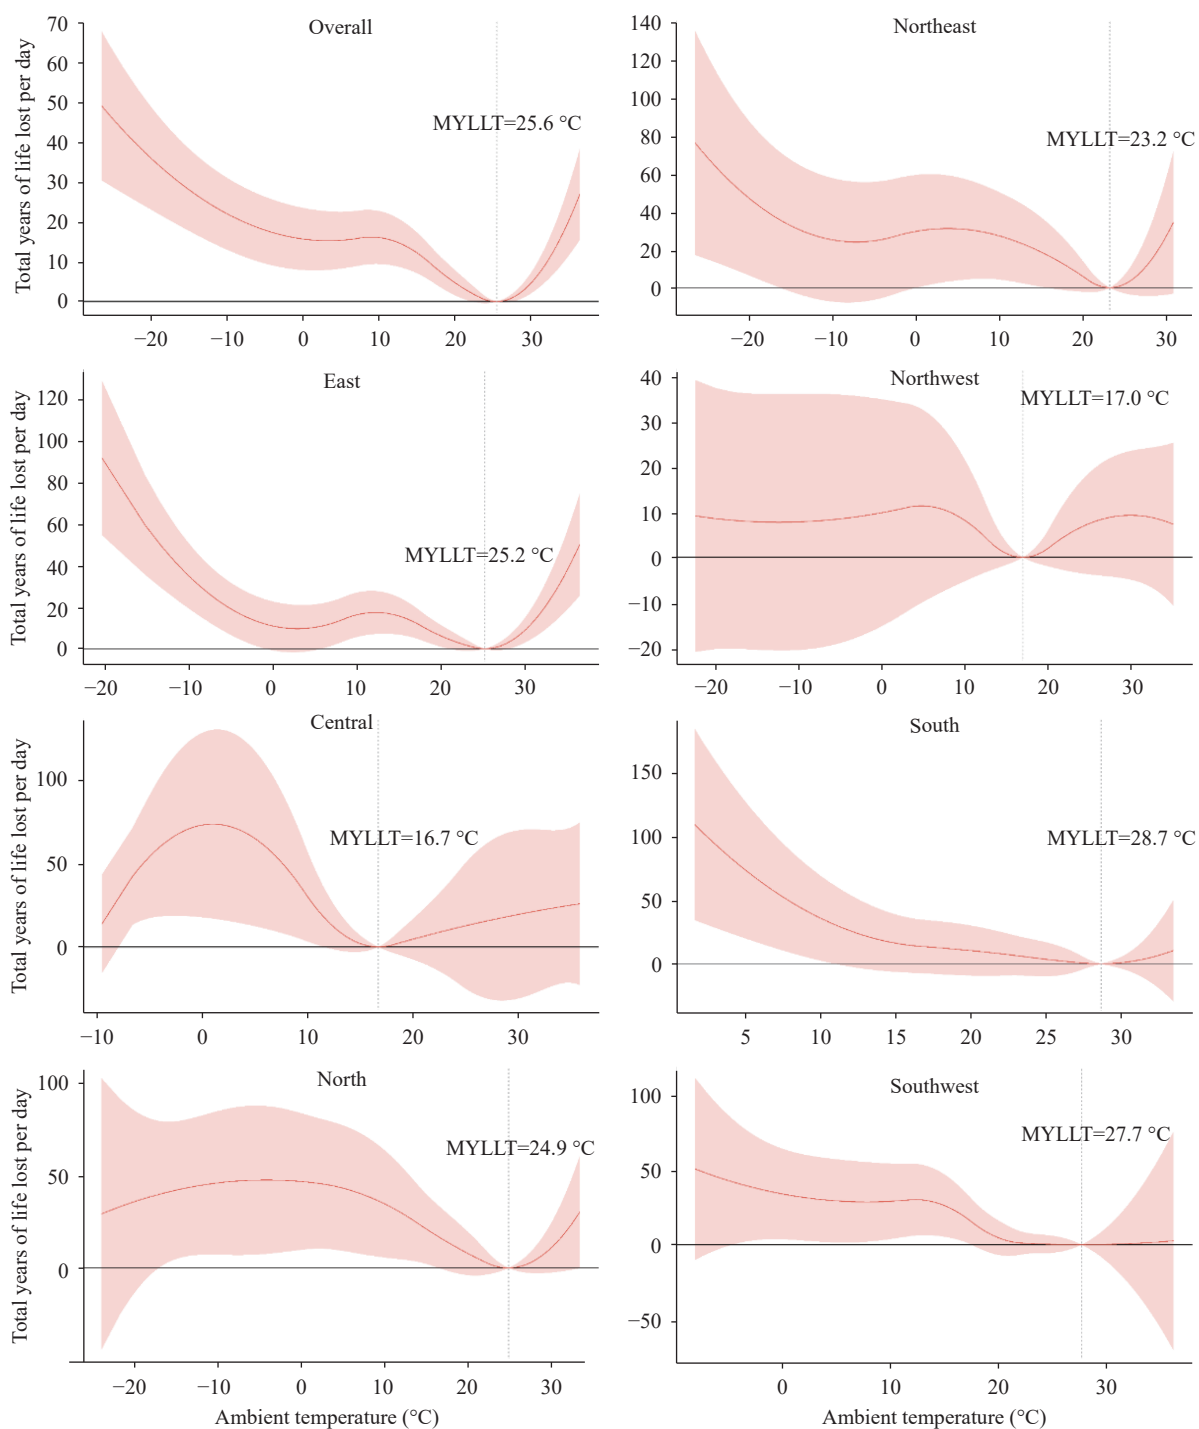 Overall
Total years of life lost per day
70
60
50
40
30
20
10
0
MYLLT=25.6 °C
−20 −10 0 10 20 30
Northeast
140
120
100
80
60
40
20
0
MYLLT=23.2 °C
−20 −10 0 10 20 30
East
Total years of life lost per day
120
100
80
60
40
20
0
MYLLT=25.2 °C
−20 −10 0 10 20 30
Northwest
40
30
20
10
0
−10
−20
MYLLT=17.0 °C
−20 −10 0 10 20 30
Central
Total years of life lost per day
100
50
0
MYLLT=16.7 °C
−10 0 10 20 30
South
150
100
50
0
MYLLT=28.7 °C
5 10 15 20 25 30
North
Total years of life lost per day
100
50
0
MYLLT=24.9 °C
−20 −10 0 10 20 30
Ambient temperature (°C)
Southwest
100
50
0
−50
MYLLT=27.7 °C
0 10 20 30
Ambient temperature (°C)